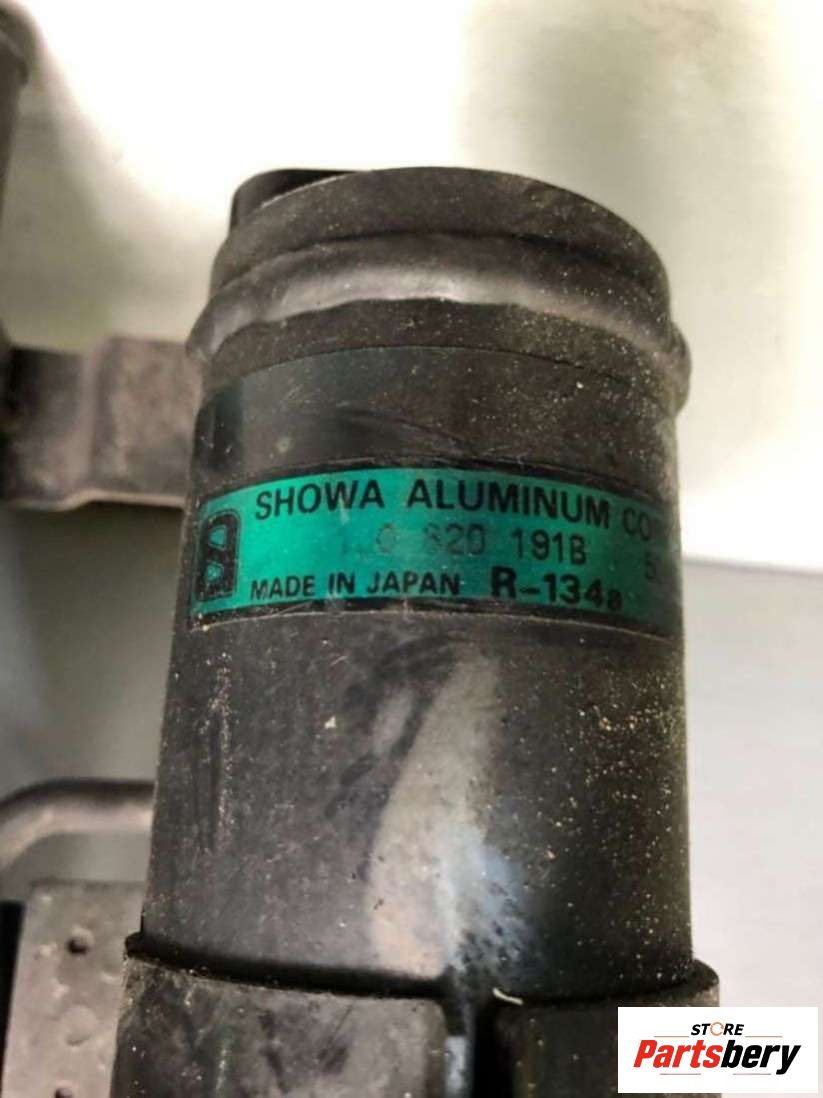 SHOWA ALUMINUM
820 191B
MADE IN JAPAN R-134a
STORE
Partsbery